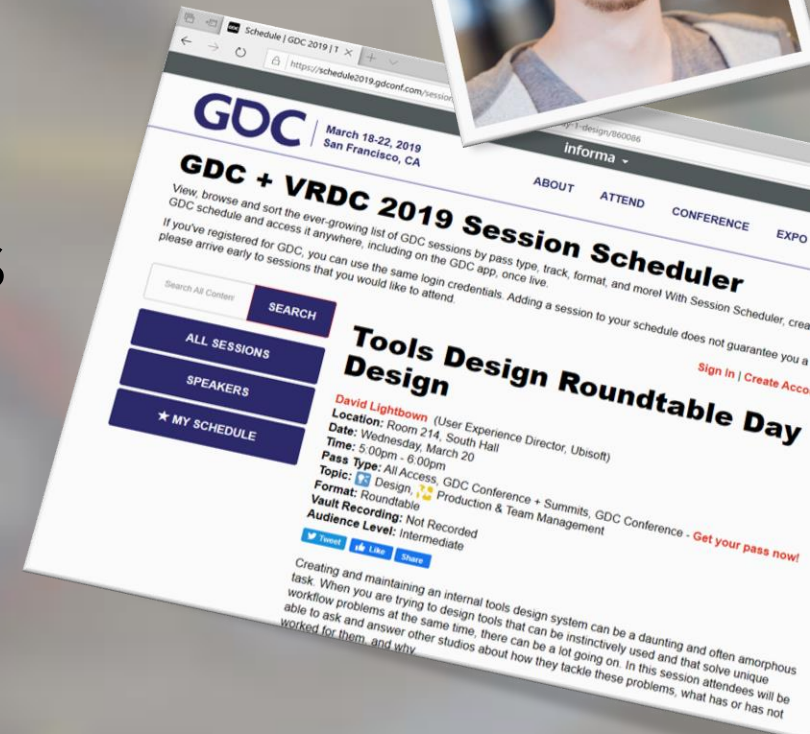 s
Schedule | GDC 2019 | T
https://schedule2019.gdconf.com/session
y-1-design/860086
informa
GDC
March 18-22, 2019
San Francisco, CA
ABOUT ATTEND CONFERENCE EXPO
GDC + VRDC 2019 Session Scheduler
View, browse and sort the ever-growing list of GDC sessions by pass type, track, format, and more! With Session Scheduler, crea
GDC schedule and access it anywhere, including on the GDC app, once live.
If you've registered for GDC, you can use the same login credentials. Adding a session to your schedule does not guarantee you a
please arrive early to sessions that you would like to attend.
Sign In | Create Acco
Search All Conten SEARCH
ALL SESSIONS
SPEAKERS
★ MY SCHEDULE
Tools Design Roundtable Day
Design
David Lightbown (User Experience Director, Ubisoft)
Location: Room 214, South Hall
Date: Wednesday, March 20
Time: 5:00pm - 6:00pm
Pass Type: All Access, GDC Conference + Summits, GDC Conference - Get your pass now!
Topic: Design, Production & Team Management
Format: Roundtable
Vault Recording: Not Recorded
Audience Level: Intermediate
Tweet Like Share
Creating and maintaining an internal tools design system can be a daunting and often amorphous
task. When you are trying to design tools that can be instinctively used and that solve unique
workflow problems at the same time, there can be a lot going on. In this session attendees will be
able to ask and answer other studios about how they tackle these problems, what has or has not
worked for them, and why